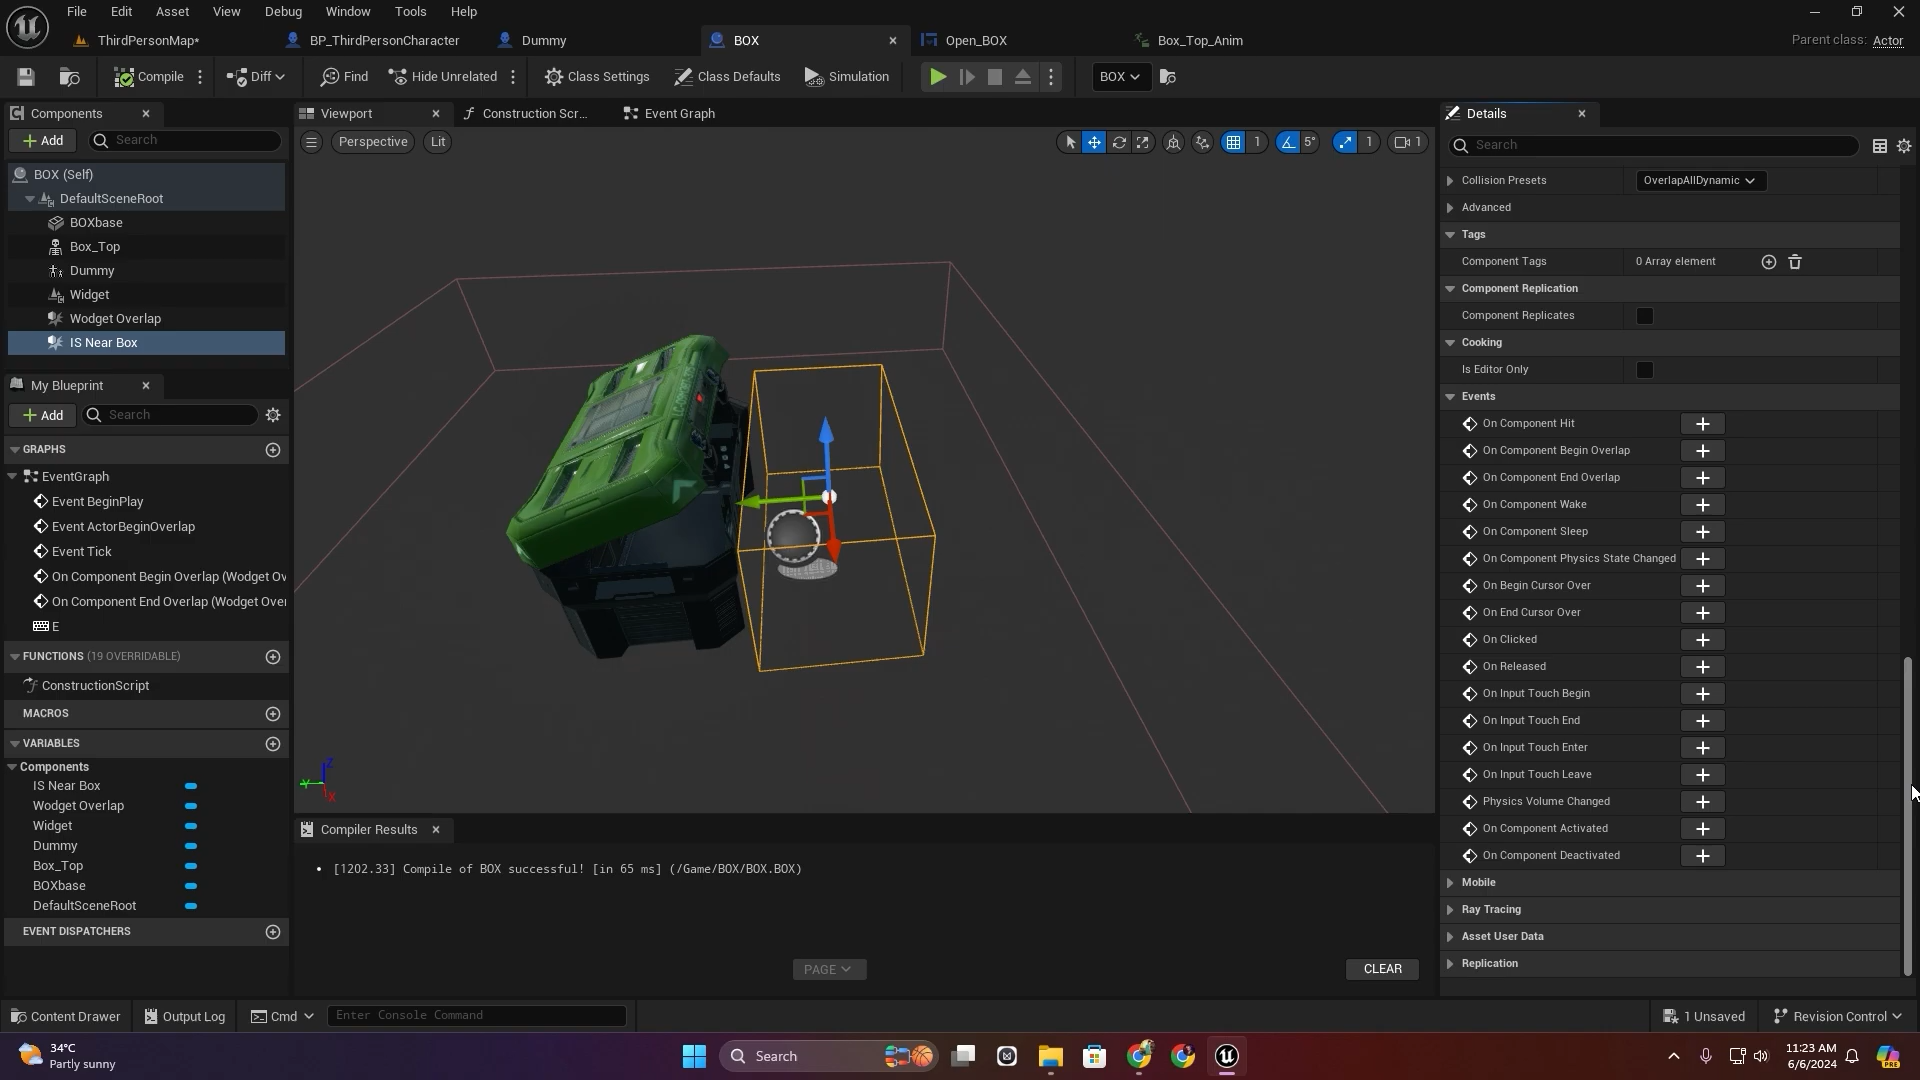 File Edit Asset View Debug Window Tools Help
ThirdPersonMap* BP_ThirdPersonCharacter Dummy BOX Open_BOX Box_Top_Anim Parent class: Actor
Compile Diff Find Hide Unrelated Class Settings Class Defaults Simulation BOX
Components Viewport Construction Scr... Event Graph Details
Add Search Perspective Lit 1 5° 1 1 Search
BOX (Self)
DefaultSceneRoot
BOXbase
Box_Top
Dummy
Widget
Wodget Overlap
IS Near Box
My Blueprint
Add Search
GRAPHS
EventGraph
Event BeginPlay
Event ActorBeginOverlap
Event Tick
On Component Begin Overlap (Wodget Ov
On Component End Overlap (Wodget Over
E
FUNCTIONS (19 OVERRIDABLE)
ConstructionScript
MACROS
VARIABLES
Components
IS Near Box
Wodget Overlap
Widget
Dummy
Box_Top
BOXbase
DefaultSceneRoot
EVENT DISPATCHERS
Z
Y
X
Compiler Results
[1202.33] Compile of BOX successful! [in 65 ms] (/Game/BOX/BOX.BOX)
PAGE CLEAR
Collision Presets OverlapAllDynamic
Advanced
Tags
Component Tags 0 Array element
Component Replication
Component Replicates
Cooking
Is Editor Only
Events
On Component Hit
On Component Begin Overlap
On Component End Overlap
On Component Wake
On Component Sleep
On Component Physics State Changed
On Begin Cursor Over
On End Cursor Over
On Clicked
On Released
On Input Touch Begin
On Input Touch End
On Input Touch Enter
On Input Touch Leave
Physics Volume Changed
On Component Activated
On Component Deactivated
Mobile
Ray Tracing
Asset User Data
Replication
Content Drawer Output Log Cmd Enter Console Command 1 Unsaved Revision Control
34°C
Partly sunny
Search
11:23 AM
6/6/2024
PRE